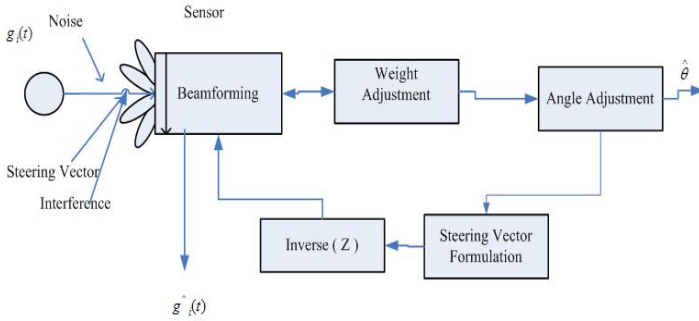 Sensor
Noise
g_i(t)
Beamforming
Weight
Adjustment
Angle Adjustment
θ̂
Steering Vector
Interference
Inverse ( Z )
Steering Vector
Formulation
g^_i(t)